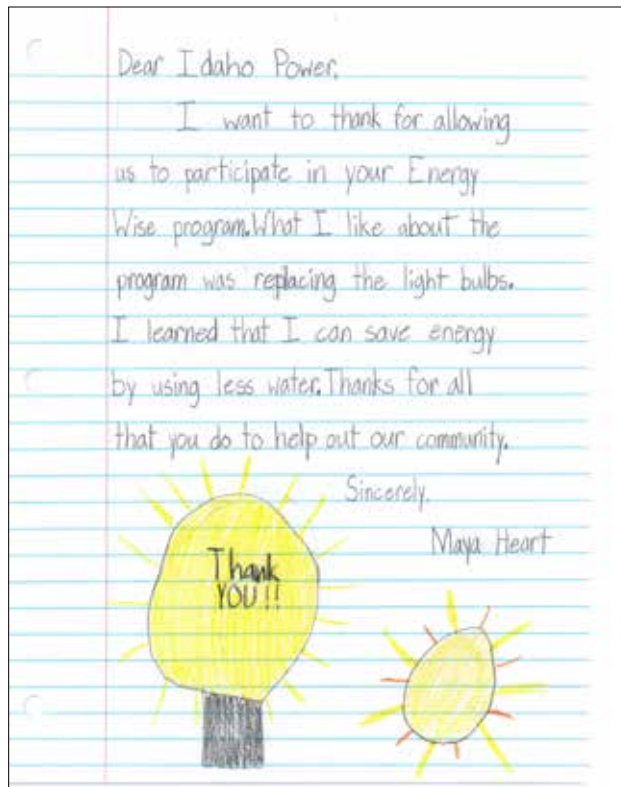 Dear Idaho Power,
I want to thank for allowing
us to participate in your Energy
Wise program.What I like about the
program was replacing the light bulbs.
I learned that I can save energy
by using less water.Thanks for all
that you do to help out our community.
Sincerely,
Maya Heart
Thank
YOU!!